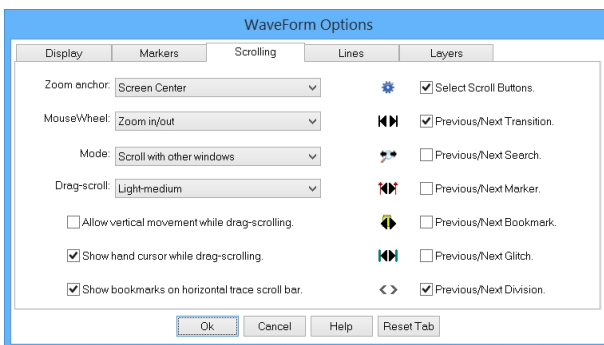 WaveForm Options
Display Markers Scrolling Lines Layers
Zoom anchor: Screen Center Select Scroll Buttons.
MouseWheel: Zoom in/out Previous/Next Transition.
Mode: Scroll with other windows Previous/Next Search.
Drag-scroll: Light-medium Previous/Next Marker.
Allow vertical movement while drag-scrolling. Previous/Next Bookmark.
Show hand cursor while drag-scrolling. Previous/Next Glitch.
Show bookmarks on horizontal trace scroll bar. Previous/Next Division.
Ok Cancel Help Reset Tab